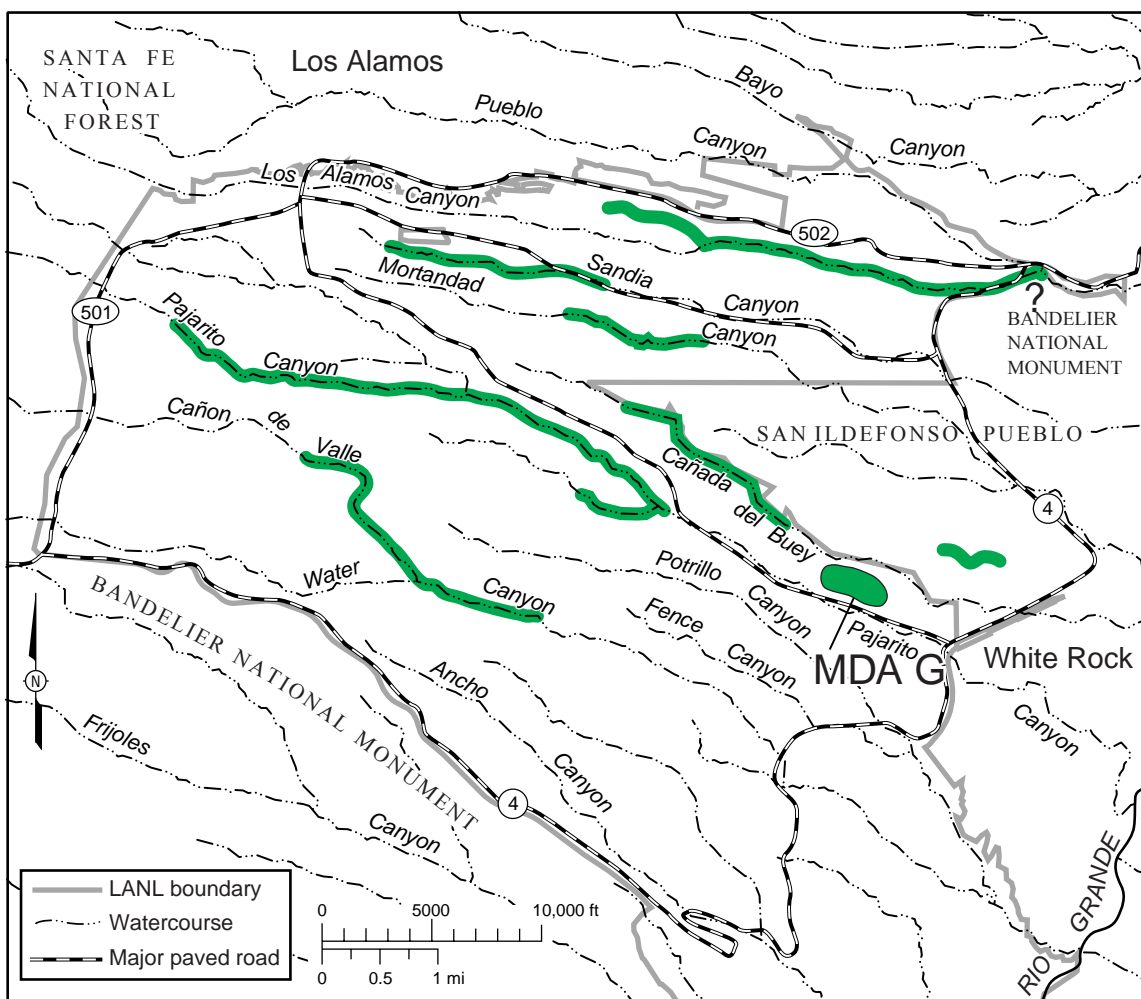 SANTA FE
NATIONAL
FOREST
Los Alamos
Bayo
Canyon
Pueblo
Canyon
Los Alamos
Canyon
502
Sandia
Canyon
Mortandad
Canyon
?
BANDELIER
NATIONAL
MONUMENT
501
Pajarito
Canyon
Cañon de
Valle
SAN ILDEFONSO PUEBLO
Cañada
del Buey
4
Water
Canyon
Potrillo
Canyon
Fence
Canyon
Pajarito
MDA G
White Rock
Canyon
BANDELIER NATIONAL MONUMENT
Ancho
Canyon
N
Frijoles
Canyon
4
RIO GRANDE
LANL boundary
Watercourse
Major paved road
0 5000 10,000 ft
0 0.5 1 mi